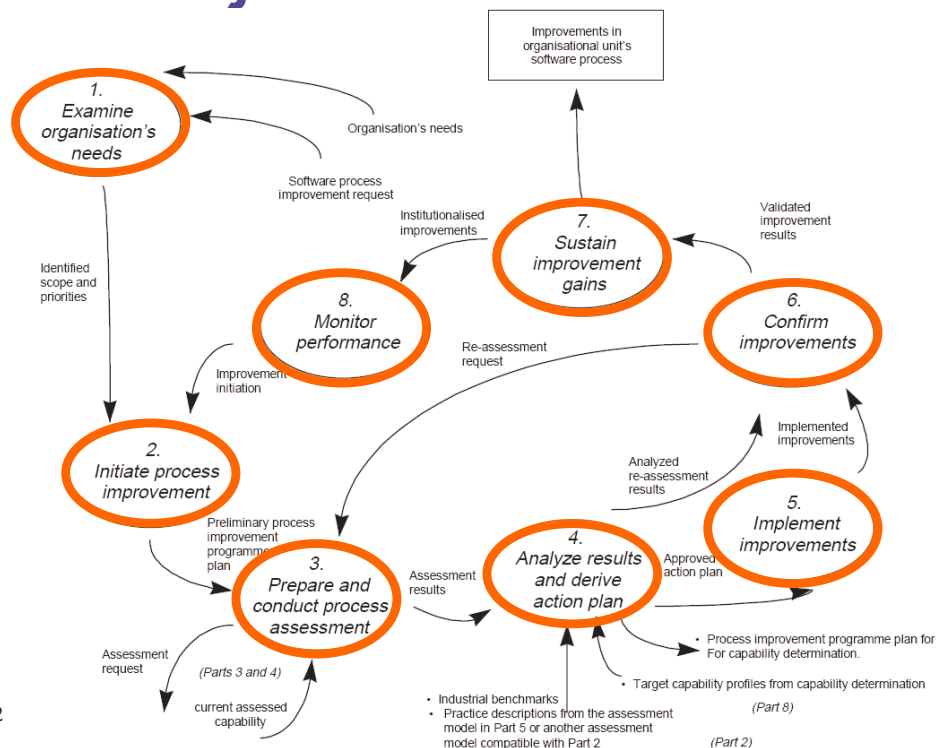 Improvements in
organisational unit's
software process
1.
Examine
organisation's
needs
Organisation's needs
Software process
improvement request
Institutionalised
improvements
7.
Sustain
improvement
gains
Validated
improvement
results
Identified
scope and
priorities
8.
Monitor
performance
6.
Confirm
improvements
Re-assessment
request
Improvement
initiation
Implemented
improvements
2.
Initiate process
improvement
Analyzed
re-assessment
results
5.
Implement
improvements
Preliminary process
improvement
programme
plan
3.
Prepare and
conduct process
assessment
Assessment
results
4.
Analyze results
and derive
action plan
Approved
action plan
Assessment
request
(Parts 3 and 4)
current assessed
capability
• Process improvement programme plan for
For capability determination.
• Target capability profiles from capability determination
(Part 8)
• Industrial benchmarks
• Practice descriptions from the assessment
model in Part 5 or another assessment
model compatible with Part 2
(Part 2)
2